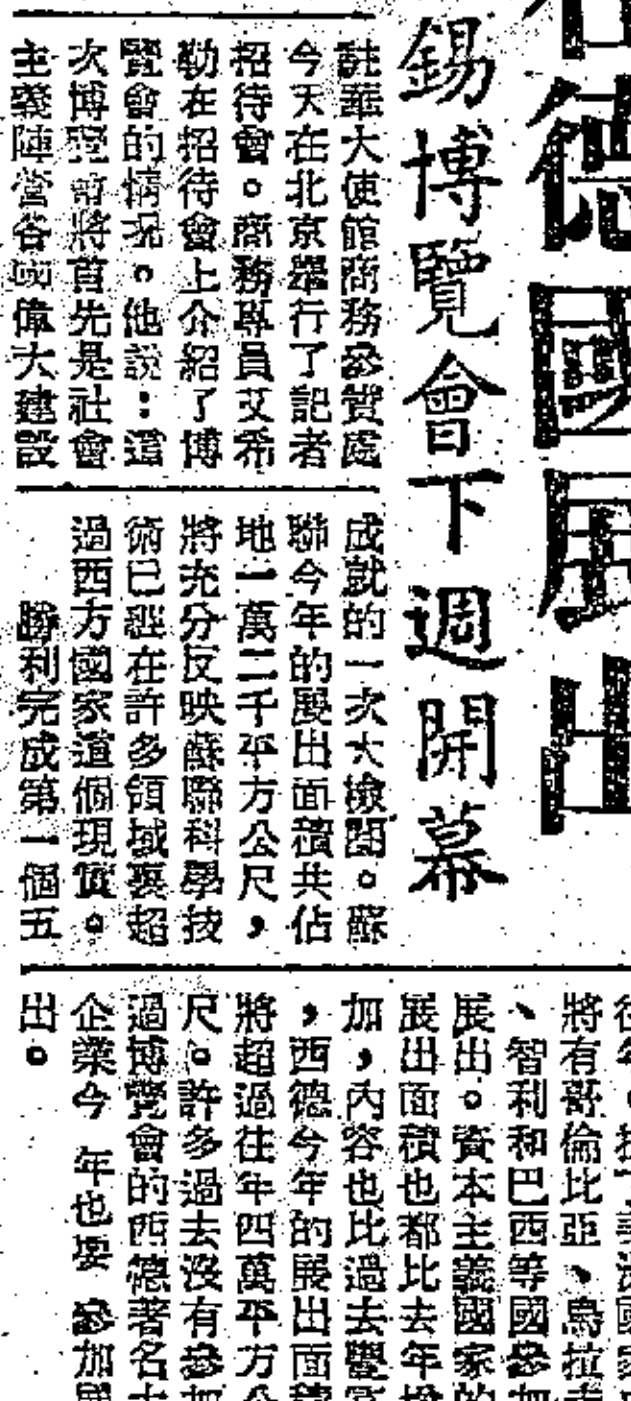 德國展出
錫博覽會下週開幕
駐華大使館商務參贊處
今天在北京舉行了記者
招待會。商務專員艾希
勒在招待會上介紹了博
覽會的情況。他說:這
次博覽會將首先是社會
主義陣營各國偉大建設
成就的一次大檢閱。蘇
聯今年的展出面積共佔
地一萬二千平方公尺,
將充分反映蘇聯科學技
術已經在許多領域裏超
過西方國家這個現實。
勝利完成第一個五
將有哥倫比亞、烏拉
、智利和巴西等國參加
展出。資本主義國家的
展出面積也都比去年增
加,內容也比過去豐富
,西德今年的展出面積
將超過往年四萬平方公
尺。許多過去沒有參加
過博覽會的西德著名大
企業今年也要參加展
出。